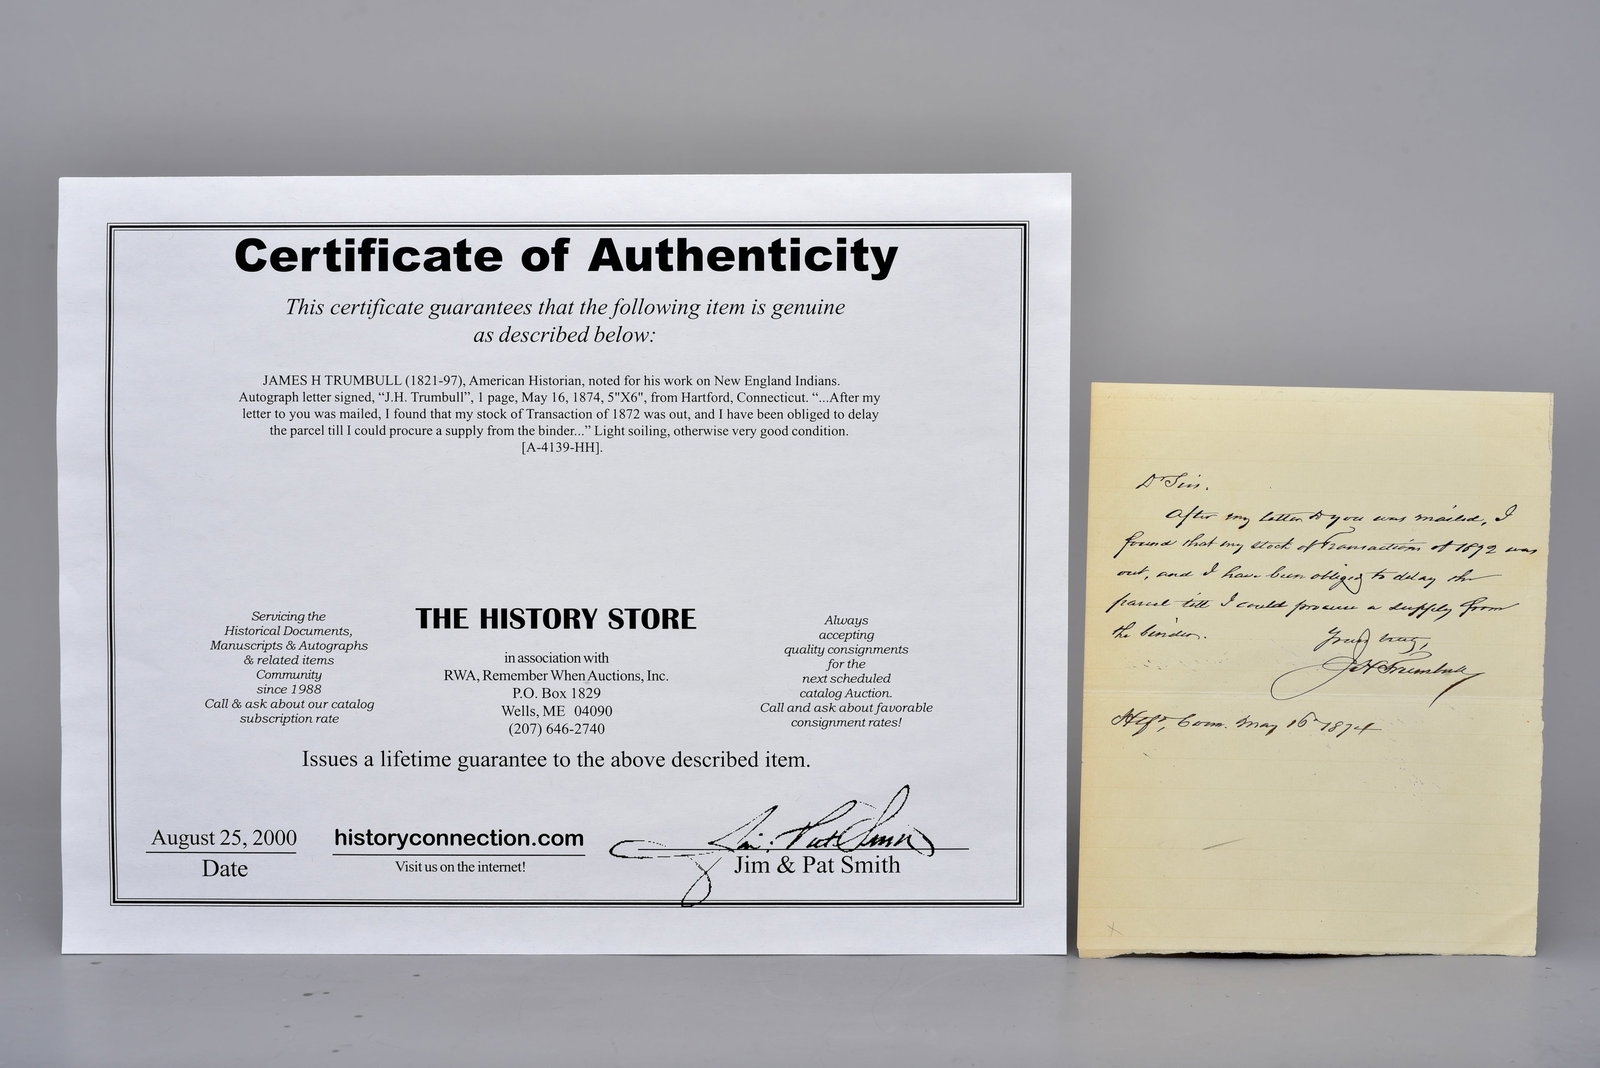 Certificate of Authenticity
This certificate guarantees that the following item is genuine
as described below:
JAMES H TRUMBULL (1821-97), American Historian, noted for his work on New England Indians.
Autograph letter signed, “J.H. Trumbull”, 1 page, May 16, 1874, 5"X6", from Hartford, Connecticut. “...After my
letter to you was mailed, I found that my stock of Transaction of 1872 was out, and I have been obliged to delay
the parcel till I could procure a supply from the binder...” Light soiling, otherwise very good condition.
[A-4139-HH].
Servicing the
Historical Documents,
Manuscripts & Autographs
& related items
Community
since 1988
Call & ask about our catalog
subscription rate
THE HISTORY STORE
in association with
RWA, Remember When Auctions, Inc.
P.O. Box 1829
Wells, ME 04090
(207) 646-2740
Always
accepting
quality consignments
for the
next scheduled
catalog Auction.
Call and ask about favorable
consignment rates!
Issues a lifetime guarantee to the above described item.
August 25, 2000
Date
historyconnection.com
Visit us on the internet!
Jim & Pat Smith
Jim & Pat Smith
Dr Sir.
After my letter to you was mailed, I
found that my stock of Transactions of 1872 was
out, and I have been obliged to delay the
parcel till I could procure a supply from
the binder.
Yours truly,
J H Trumbull
Hfd, Conn. May 16 1874
x